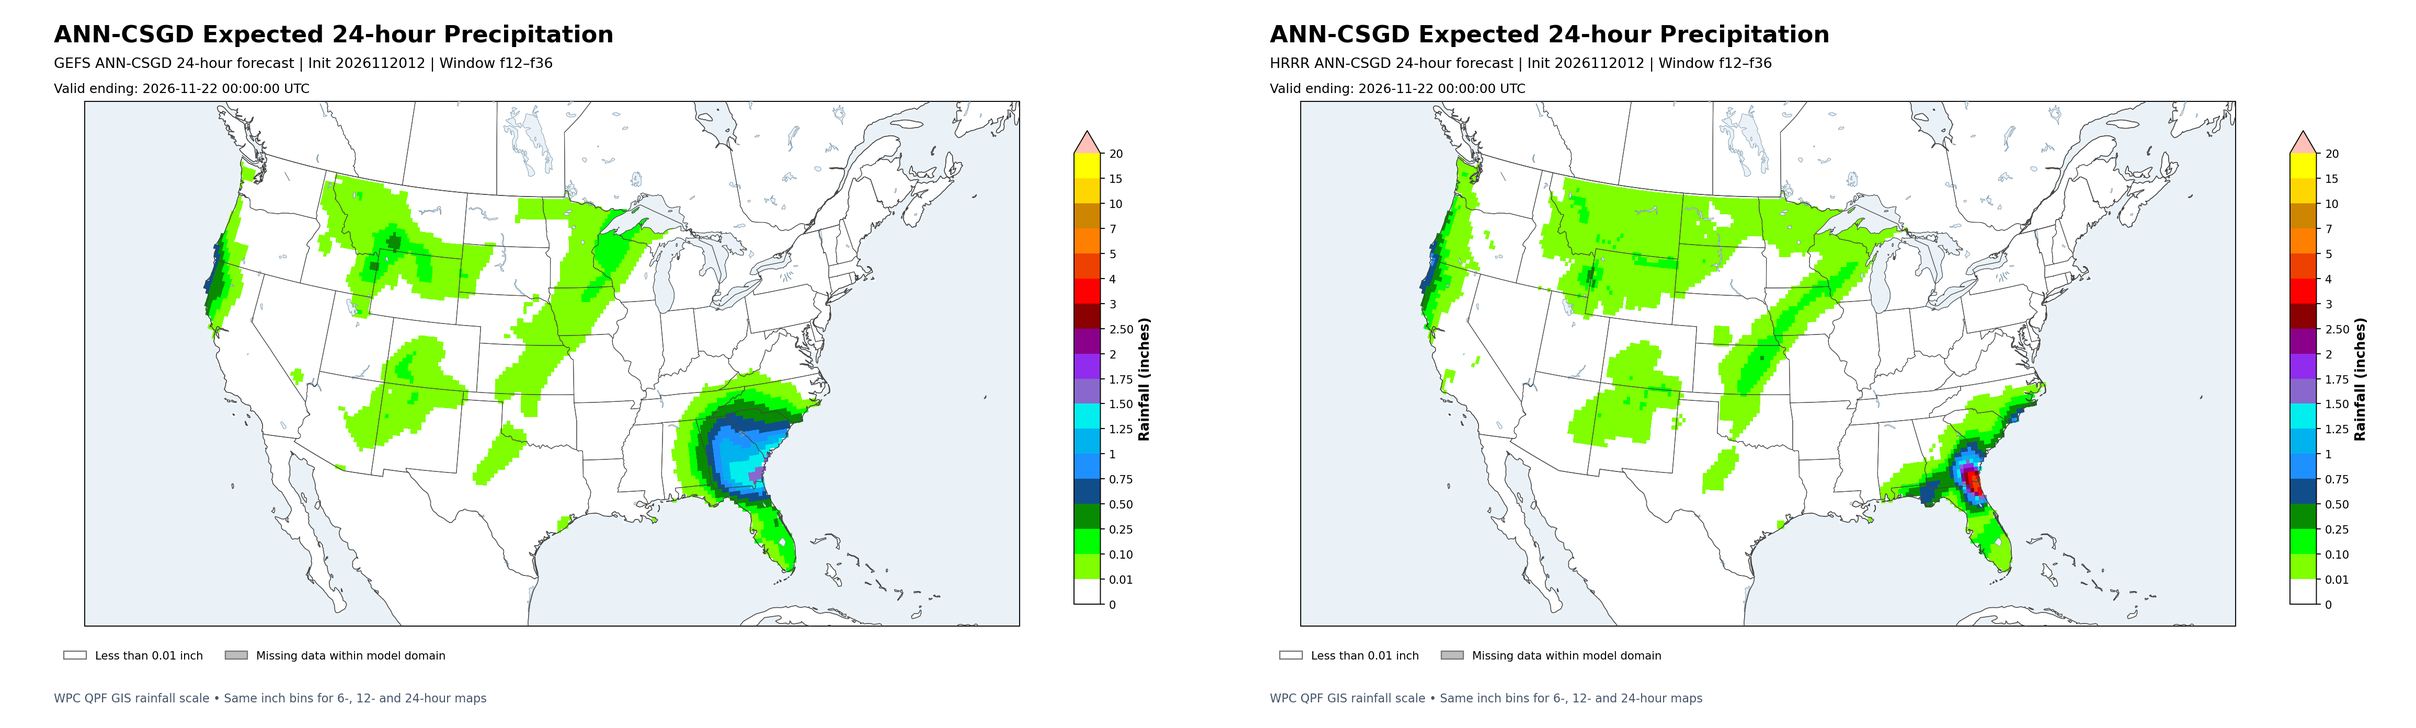 ANN-CSGD Expected 24-hour Precipitation
GEFS ANN-CSGD 24-hour forecast | Init 2026112012 | Window f12–f36
Valid ending: 2026-11-22 00:00:00 UTC
20
15
10
7
5
4
3
2.50
2
1.75
1.50
1.25
1
0.75
0.50
0.25
0.10
0.01
0
Rainfall (inches)
Less than 0.01 inch
Missing data within model domain
WPC QPF GIS rainfall scale • Same inch bins for 6-, 12- and 24-hour maps
ANN-CSGD Expected 24-hour Precipitation
HRRR ANN-CSGD 24-hour forecast | Init 2026112012 | Window f12–f36
Valid ending: 2026-11-22 00:00:00 UTC
20
15
10
7
5
4
3
2.50
2
1.75
1.50
1.25
1
0.75
0.50
0.25
0.10
0.01
0
Rainfall (inches)
Less than 0.01 inch
Missing data within model domain
WPC QPF GIS rainfall scale • Same inch bins for 6-, 12- and 24-hour maps